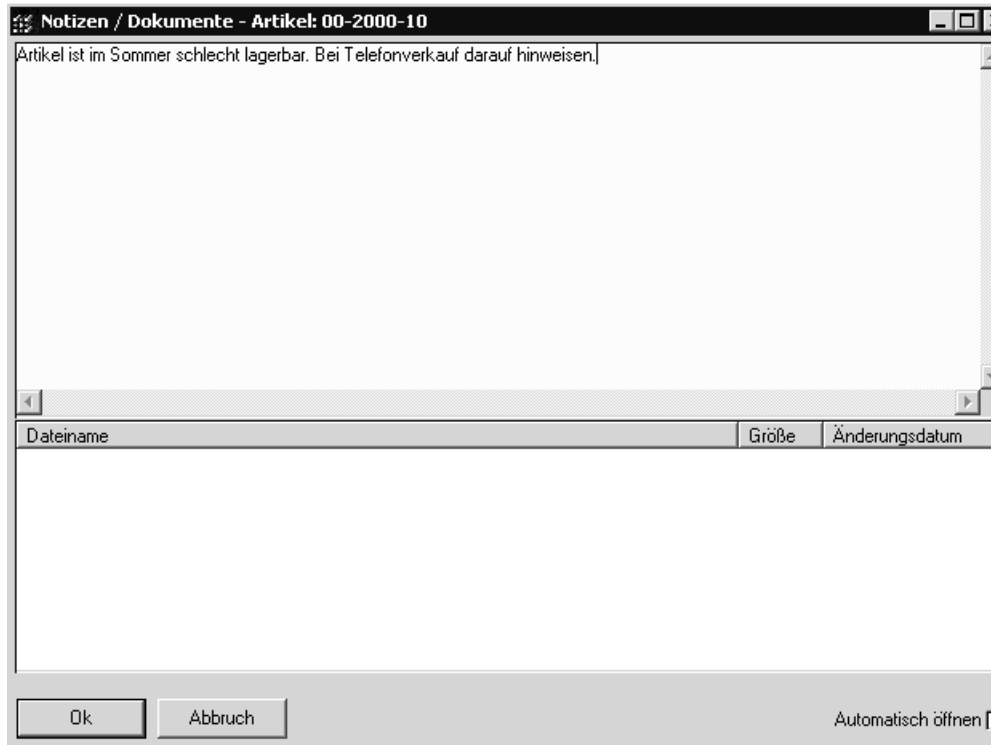 Notizen / Dokumente - Artikel: 00-2000-10
Artikel ist im Sommer schlecht lagerbar. Bei Telefonverkauf darauf hinweisen.
Dateiname Größe Änderungsdatum
Ok Abbruch Automatisch öffnen